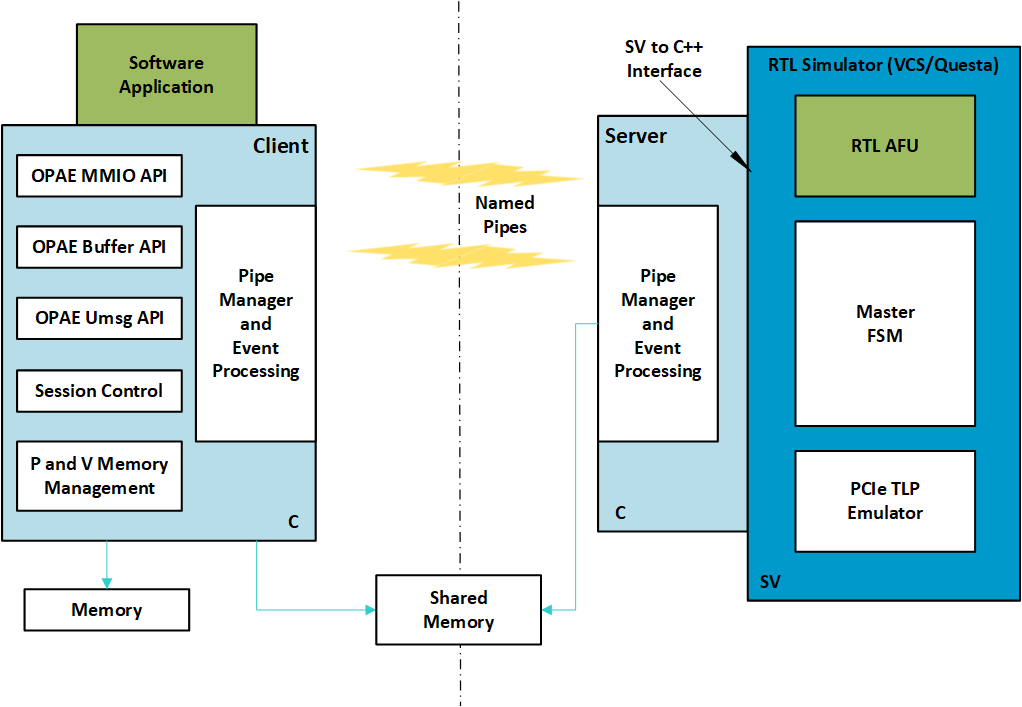 Software
Application
Client
OPAE MMIO API
OPAE Buffer API
OPAE Umsg API
Session Control
P and V Memory
Management
Pipe
Manager
and
Event
Processing
C
Memory
Named
Pipes
Shared
Memory
SV to C++
Interface
Server
Pipe
Manager
and
Event
Processing
C
RTL Simulator (VCS/Questa)
RTL AFU
Master
FSM
PCIe TLP
Emulator
SV